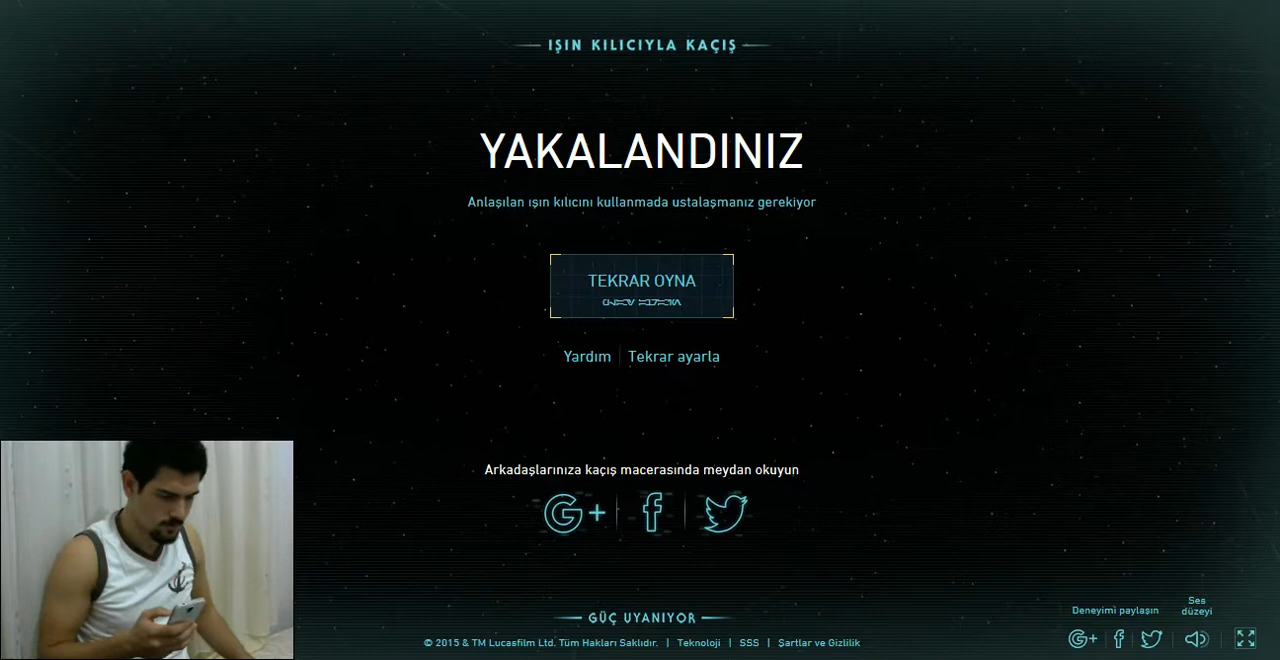 IŞIN KILICIYLA KAÇIŞ
YAKALANDINIZ
Anlaşılan ışın kılıcını kullanmada ustalaşmanız gerekiyor
TEKRAR OYNA
Yardım | Tekrar ayarla
Arkadaşlarınıza kaçış macerasında meydan okuyun
G+
GÜÇ UYANIYOR
© 2015 & TM Lucasfilm Ltd. Tüm Hakları Saklıdır. | Teknoloji | SSS | Şartlar ve Gizlilik
Deneyimi paylaşın
Ses
düzeyi
G+